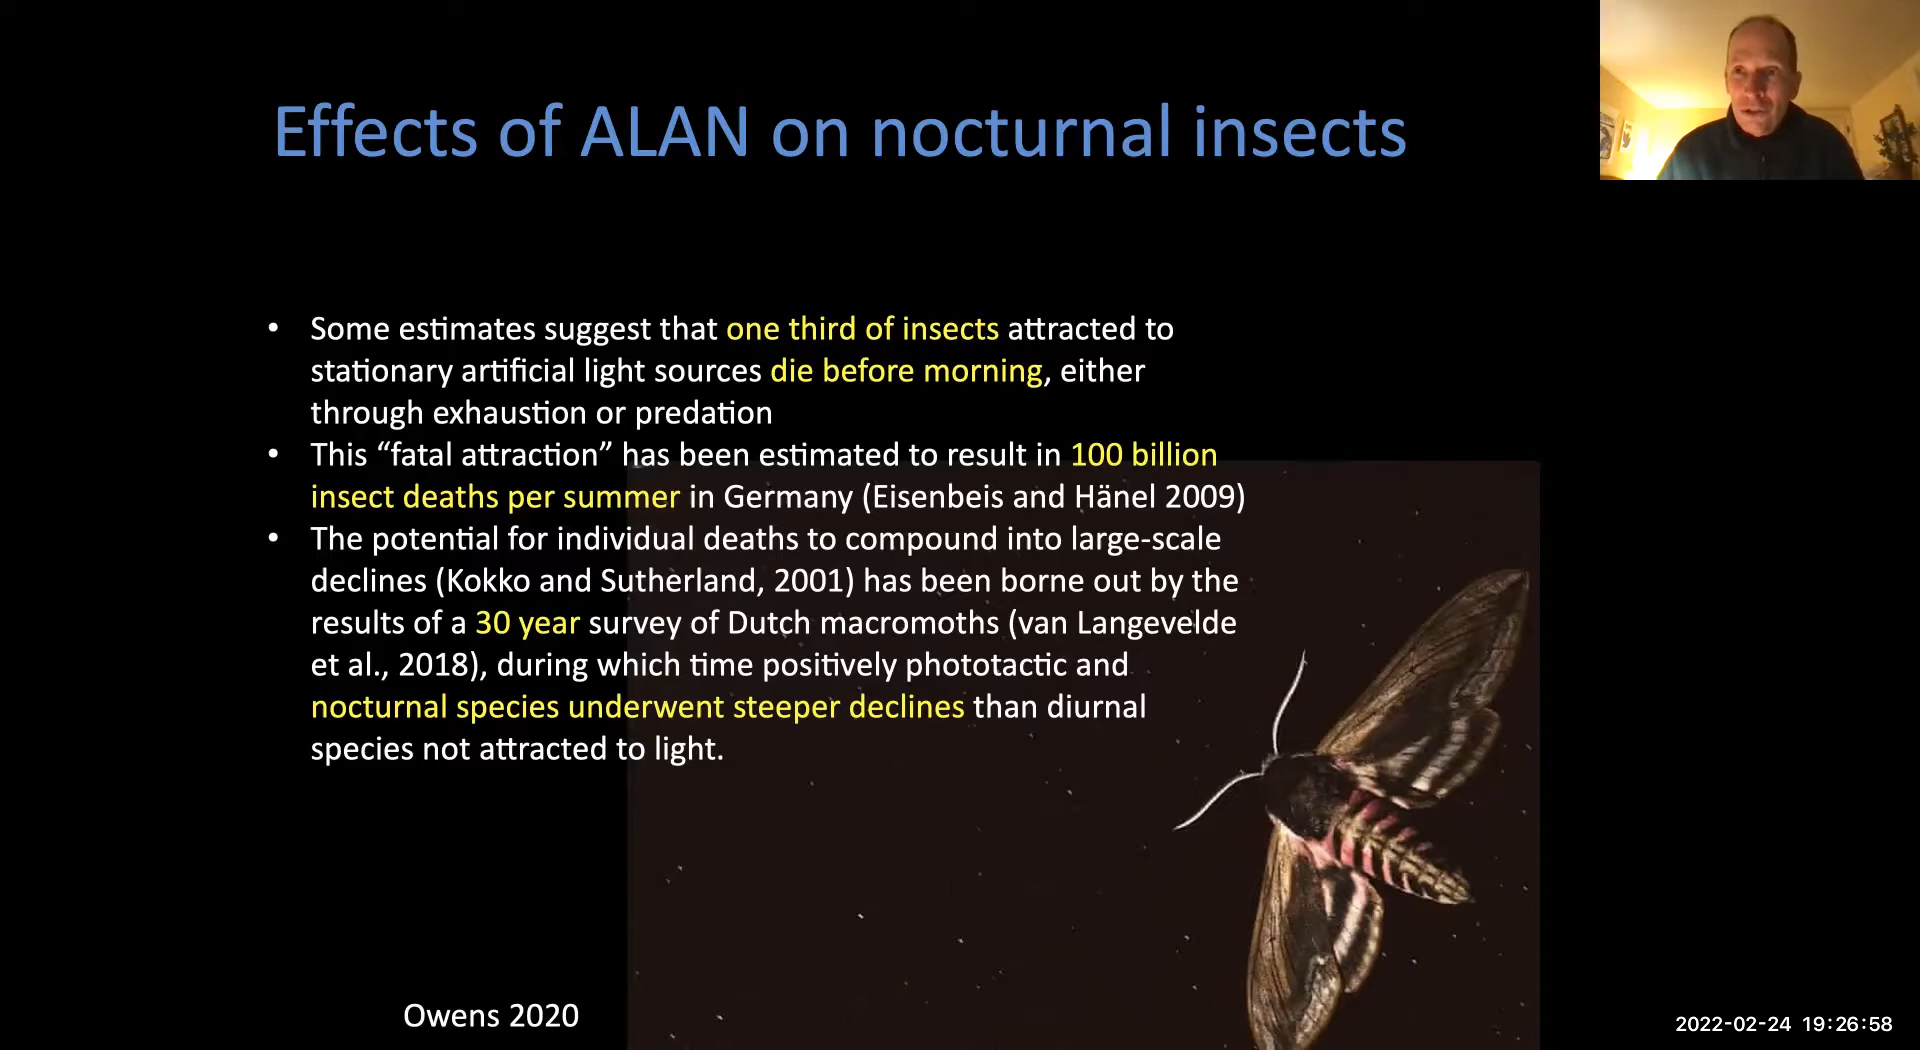 Effects of ALAN on nocturnal insects
• Some estimates suggest that one third of insects attracted to
stationary artificial light sources die before morning, either
through exhaustion or predation
• This “fatal attraction” has been estimated to result in 100 billion
insect deaths per summer in Germany (Eisenbeis and Hänel 2009)
• The potential for individual deaths to compound into large-scale
declines (Kokko and Sutherland, 2001) has been borne out by the
results of a 30 year survey of Dutch macromoths (van Langevelde
et al., 2018), during which time positively phototactic and
nocturnal species underwent steeper declines than diurnal
species not attracted to light.
Owens 2020
2022-02-24 19:26:58